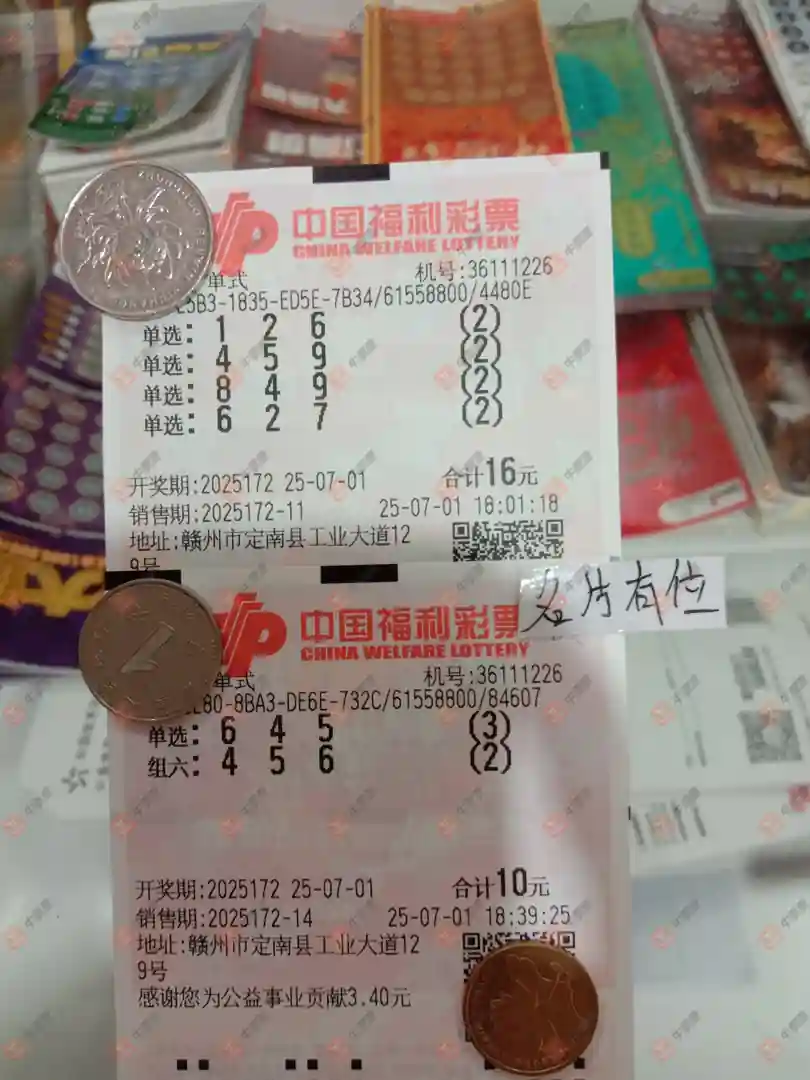 中国福利彩票
CHINA WELFARE LOTTERY
单式
机号:36111226
5B3-1835-ED5E-7B34/61558800/4480E
单选: 1 2 6 (2)
单选: 4 5 9 (2)
单选: 8 4 9 (2)
单选: 6 2 7 (2)
开奖期:2025172 25-07-01 合计16元
销售期:2025172-11 25-07-01 18:01:18
地址:赣州市定南县工业大道12
9号
名片有位
中国福利彩票
CHINA WELFARE LOTTERY
单式
机号:36111226
E80-8BA3-DE6E-732C/61558800/84607
单选: 6 4 5 (3)
组六: 4 5 6 (2)
开奖期:2025172 25-07-01 合计10元
销售期:2025172-14 25-07-01 18:39:25
地址:赣州市定南县工业大道12
9号
感谢您为公益事业贡献3.40元